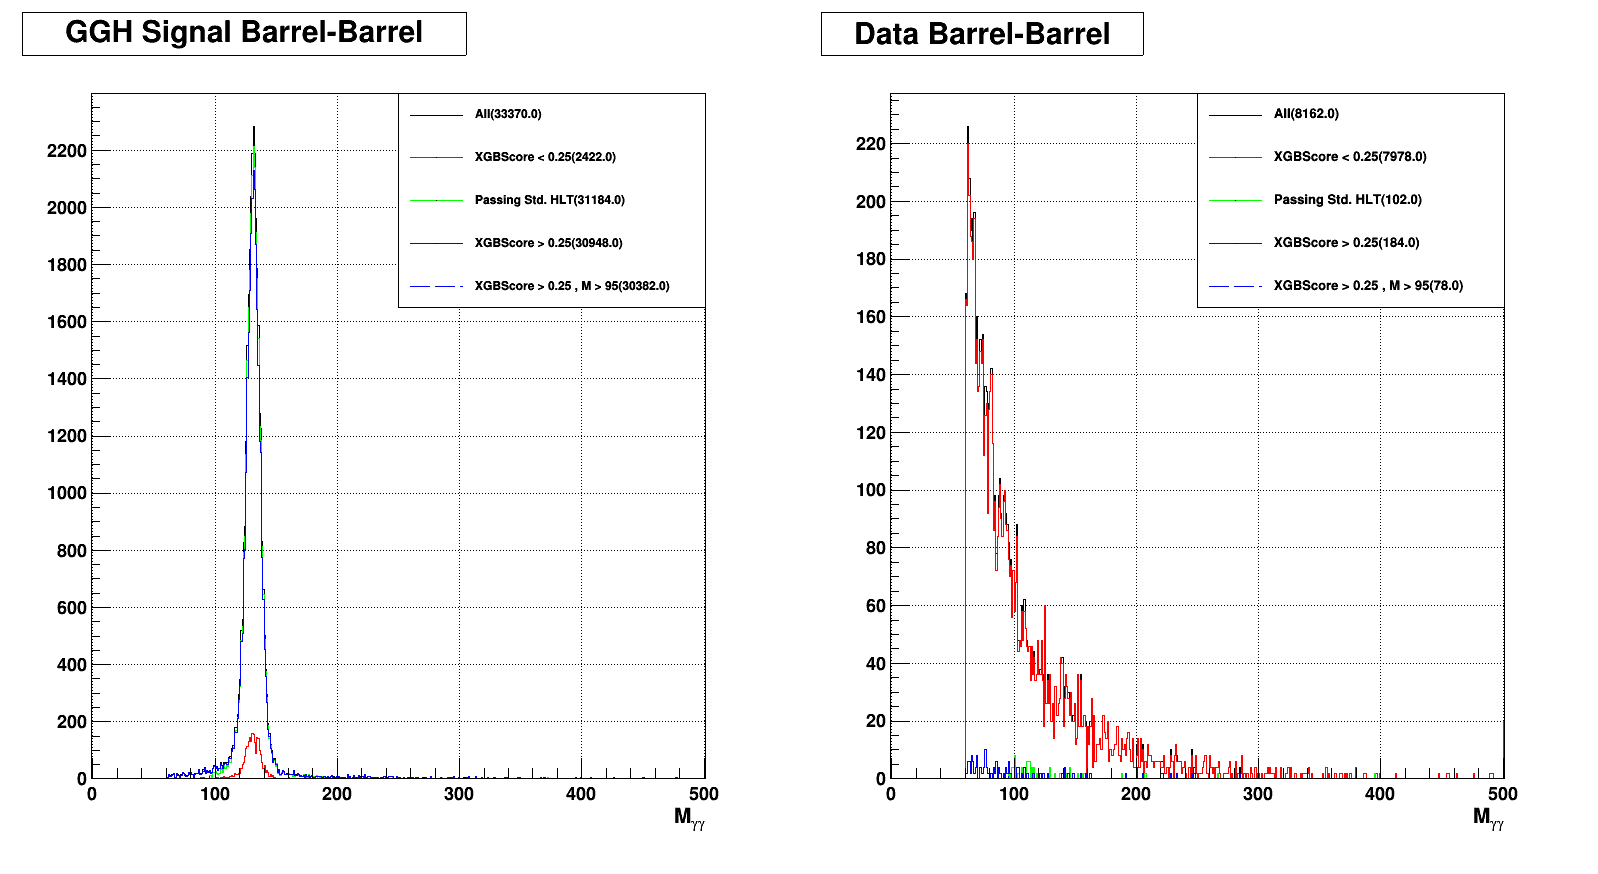 GGH Signal Barrel-Barrel
All(33370.0)
XGBScore < 0.25(2422.0)
Passing Std. HLT(31184.0)
XGBScore > 0.25(30948.0)
XGBScore > 0.25 , M > 95(30382.0)
2200
2000
1800
1600
1400
1200
1000
800
600
400
200
0
0 100 200 300 400 500
Mγγ
Data Barrel-Barrel
All(8162.0)
XGBScore < 0.25(7978.0)
Passing Std. HLT(102.0)
XGBScore > 0.25(184.0)
XGBScore > 0.25 , M > 95(78.0)
220
200
180
160
140
120
100
80
60
40
20
0
0 100 200 300 400 500
Mγγ